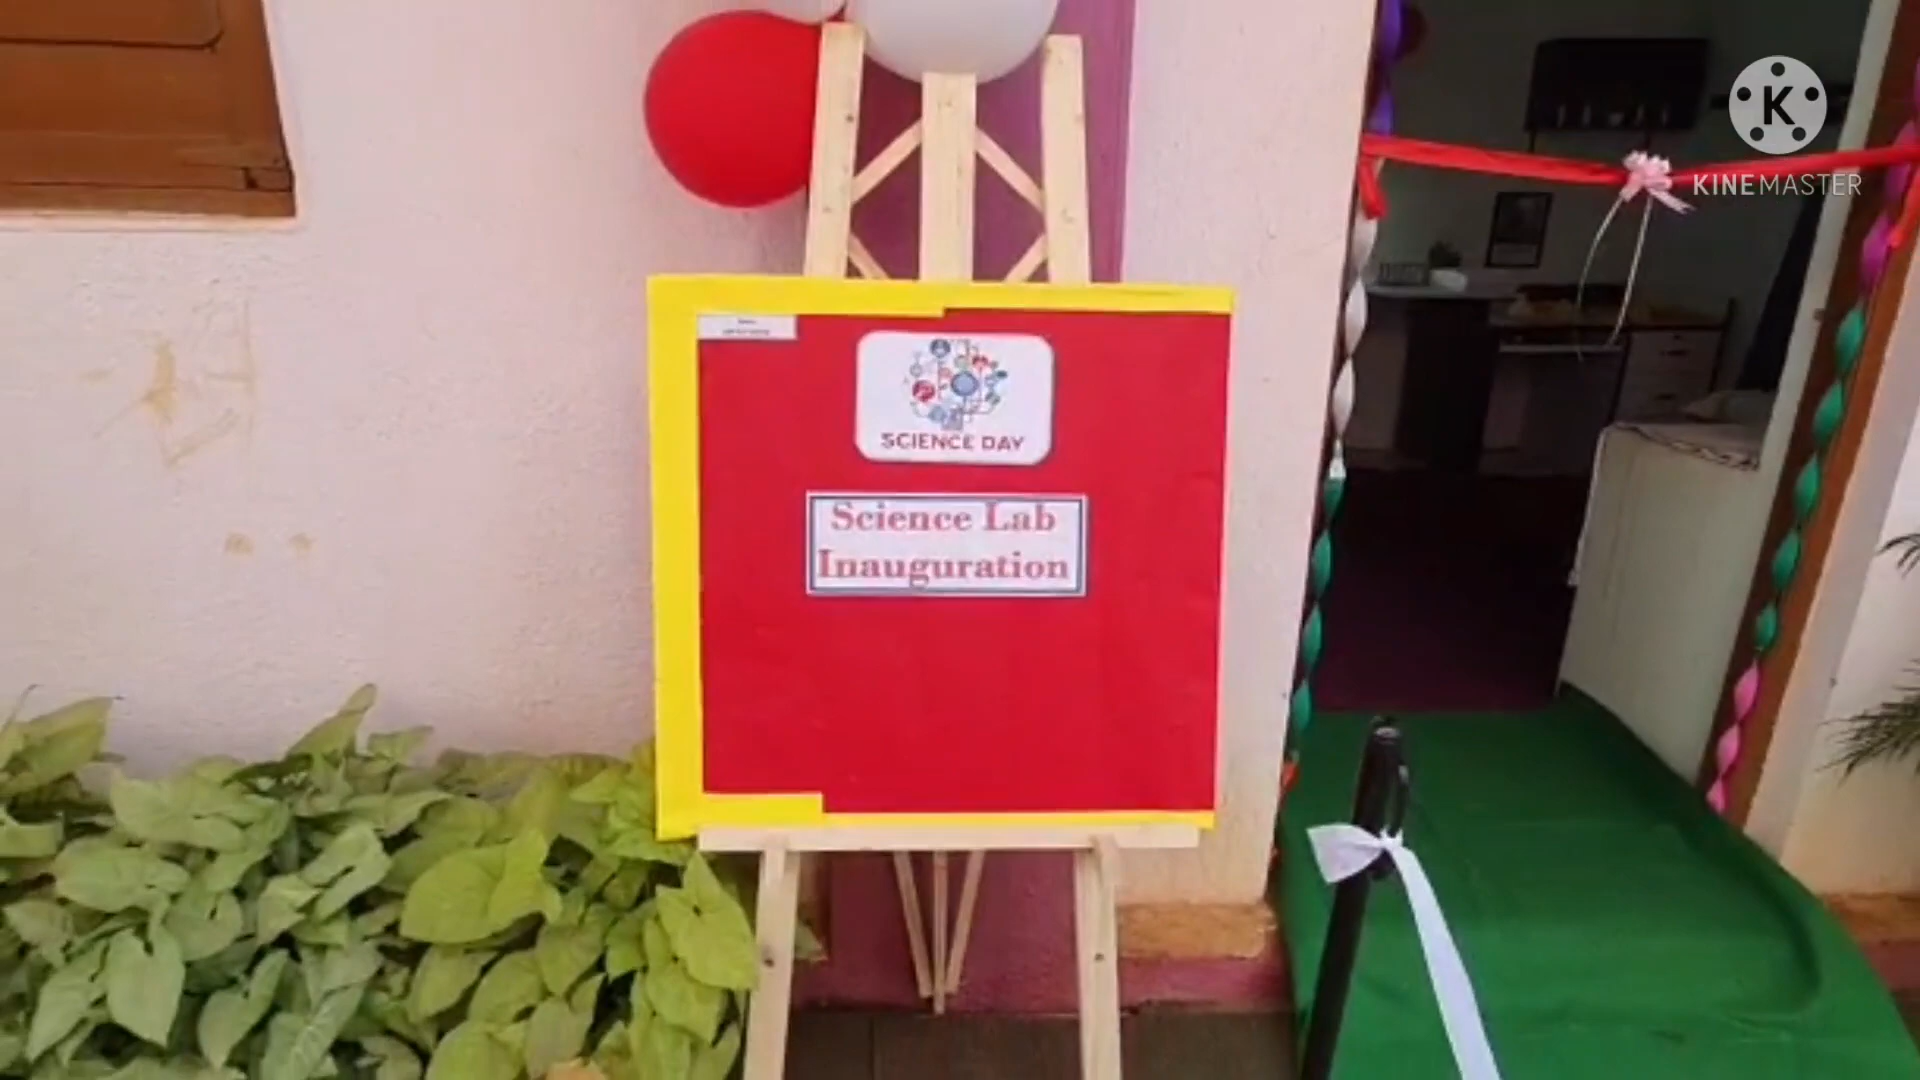 K
KINEMASTER
SCIENCE DAY
Science Lab
Inauguration